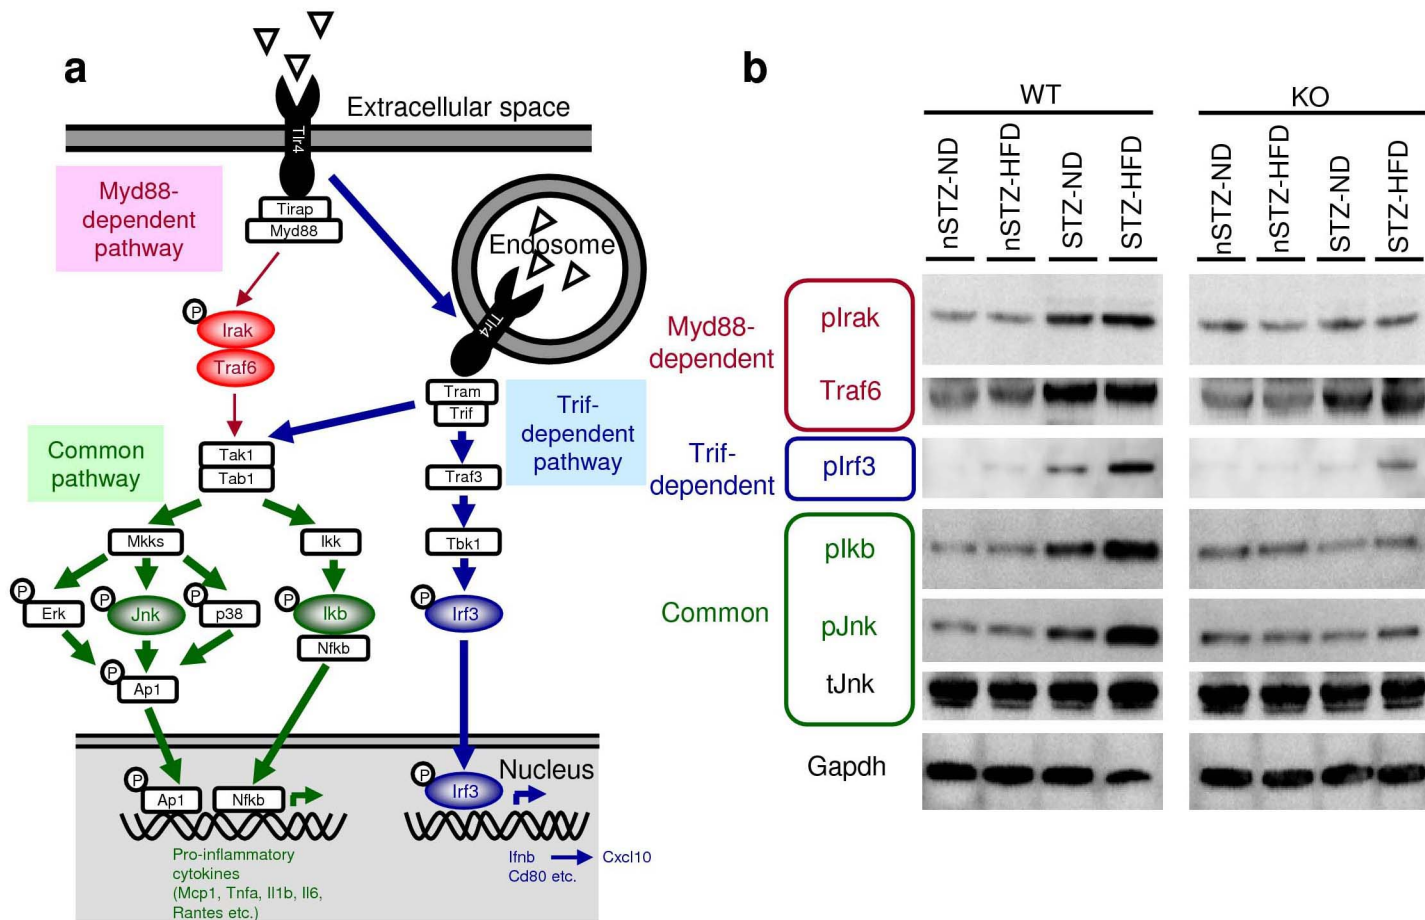 a
Extracellular space
Tlr4
Myd88-
dependent
pathway
Tirap
Myd88
Endosome
Tlr4
P
Irak
Traf6
Tram
Trif
Trif-
dependent
pathway
Common
pathway
Tak1
Tab1
Traf3
Mkks
Ikk
Tbk1
P
Erk
P
Jnk
P
p38
P
Ikb
Nfkb
P
Irf3
P
Ap1
Nucleus
P
Ap1
Nfkb
P
Irf3
Pro-inflammatory
cytokines
(Mcp1, Tnfa, Il1b, Il6,
Rantes etc.)
Ifnb
Cxcl10
Cd80 etc.
b
WT
KO
nSTZ-ND
nSTZ-HFD
STZ-ND
STZ-HFD
nSTZ-ND
nSTZ-HFD
STZ-ND
STZ-HFD
Myd88-
dependent
pIrak
Traf6
Trif-
dependent
pIrf3
Common
pIkb
pJnk
tJnk
Gapdh